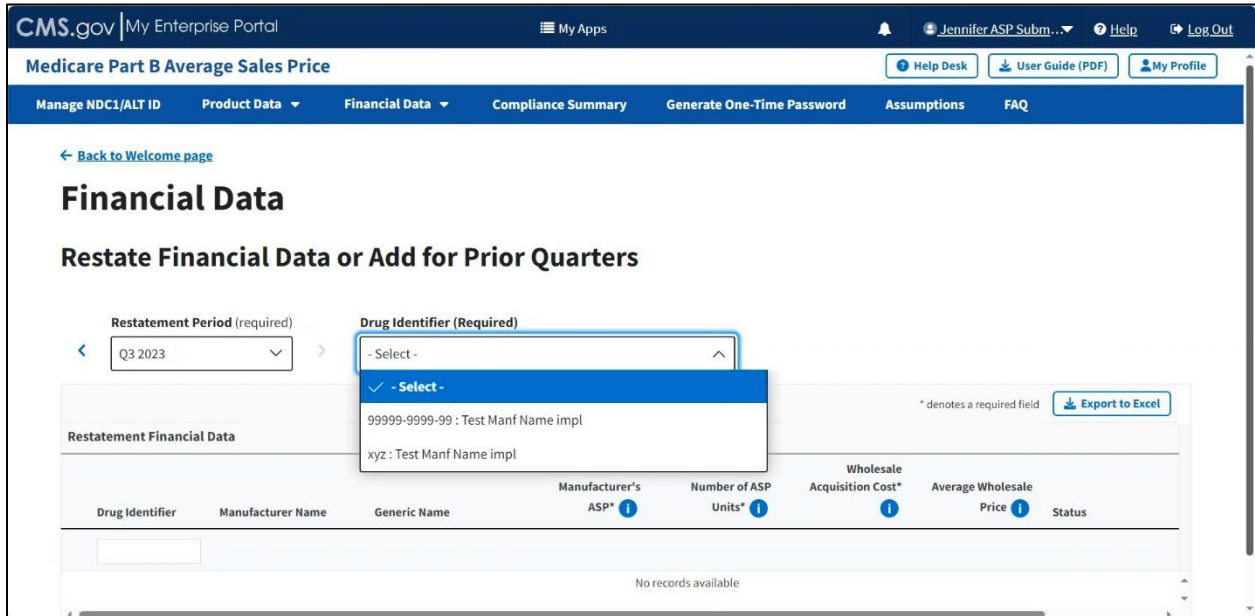 CMS.gov My Enterprise Portal My Apps Jennifer ASP Subm... Help Log Out
Medicare Part B Average Sales Price Help Desk User Guide (PDF) My Profile
Manage NDC1/ALT ID Product Data Financial Data Compliance Summary Generate One-Time Password Assumptions FAQ
← Back to Welcome page
Financial Data
Restate Financial Data or Add for Prior Quarters
Restatement Period (required) Drug Identifier (Required)
Q3 2023 - Select -
- Select -
* denotes a required field Export to Excel
99999-9999-99 : Test Manf Name impl
Restatement Financial Data
xyz : Test Manf Name impl
Drug Identifier Manufacturer Name Generic Name Manufacturer's ASP* Number of ASP Units* Wholesale Acquisition Cost* Average Wholesale Price Status
No records available